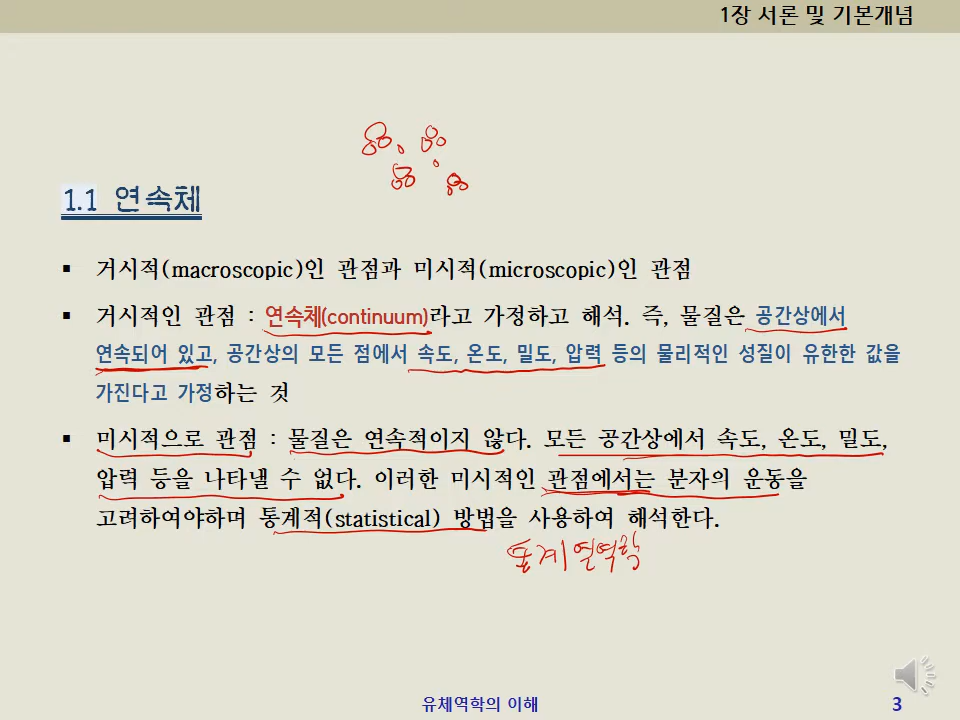 1장 서론 및 기본개념
1.1 연속체
▪ 거시적(macroscopic)인 관점과 미시적(microscopic)인 관점
▪ 거시적인 관점 : 연속체(continuum)라고 가정하고 해석. 즉, 물질은 공간상에서
연속되어 있고, 공간상의 모든 점에서 속도, 온도, 밀도, 압력 등의 물리적인 성질이 유한한 값을
가진다고 가정하는 것
▪ 미시적으로 관점 : 물질은 연속적이지 않다. 모든 공간상에서 속도, 온도, 밀도,
압력 등을 나타낼 수 없다. 이러한 미시적인 관점에서는 분자의 운동을
고려하여야하며 통계적(statistical) 방법을 사용하여 해석한다.
통계열역학
유체역학의 이해
3